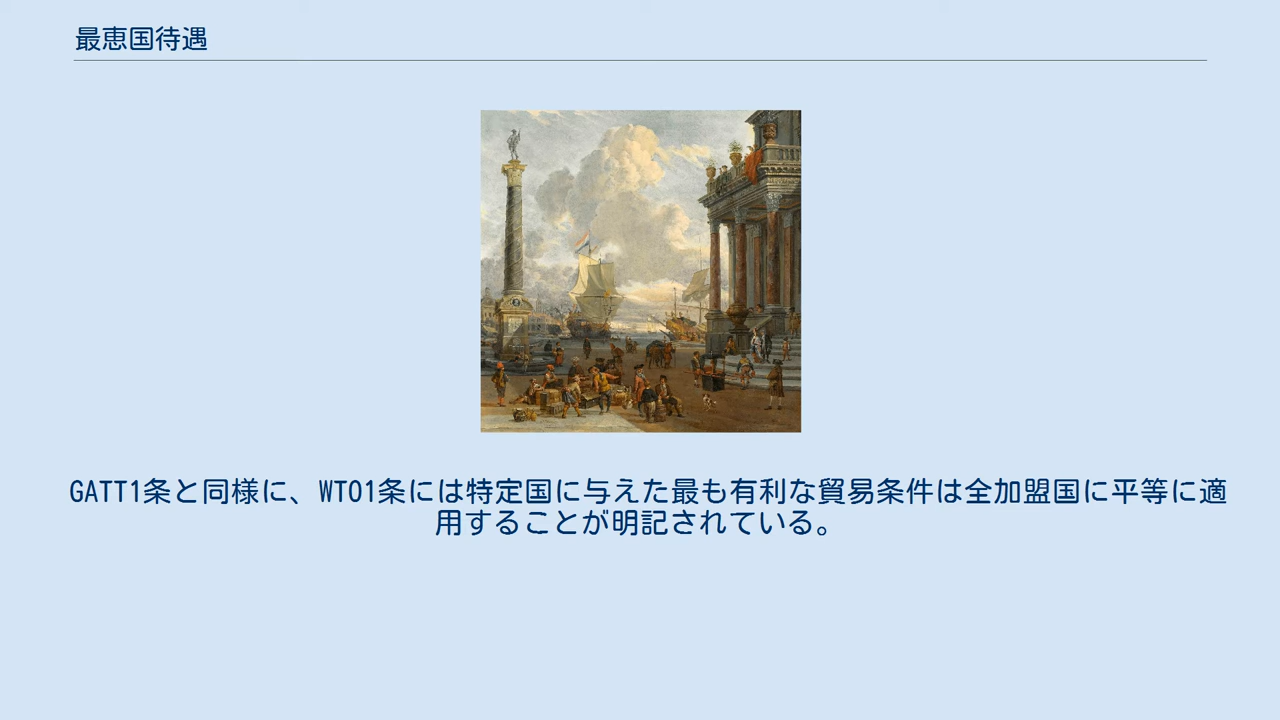 最恵国待遇
GATT1条と同様に、WTO1条には特定国に与えた最も有利な貿易条件は全加盟国に平等に適
用することが明記されている。